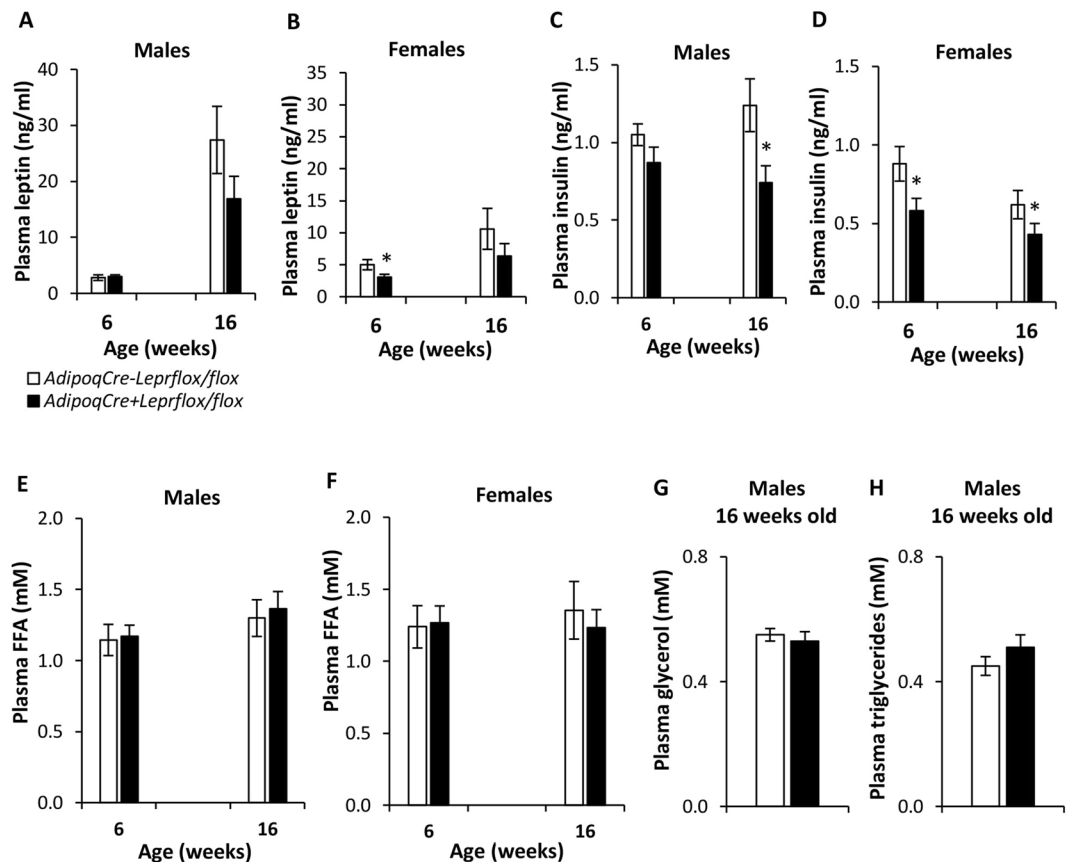 A
Males
Plasma leptin (ng/ml)
40
30
20
10
0
6
16
Age (weeks)
B
Females
Plasma leptin (ng/ml)
35
30
25
20
15
10
5
0
*
6
16
Age (weeks)
C
Males
Plasma insulin (ng/ml)
1.5
1.0
0.5
0.0
*
6
16
Age (weeks)
D
Females
Plasma insulin (ng/ml)
1.5
1.0
0.5
0.0
*
*
6
16
Age (weeks)
AdipoqCre-Leprflox/flox
AdipoqCre+Leprflox/flox
E
Males
Plasma FFA (mM)
2.0
1.5
1.0
0.5
0.0
6
16
Age (weeks)
F
Females
Plasma FFA (mM)
2.0
1.5
1.0
0.5
0.0
6
16
Age (weeks)
G
Males
16 weeks old
Plasma glycerol (mM)
0.8
0.4
0.0
H
Males
16 weeks old
Plasma triglycerides (mM)
0.8
0.4
0.0